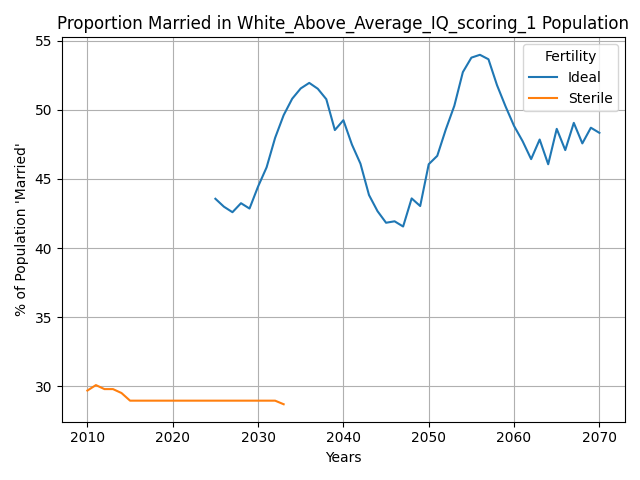 Proportion Married in White_Above_Average_IQ_scoring_1 Population
Fertility
Ideal
Sterile
% of Population 'Married'
55
50
45
40
35
30
2010 2020 2030 2040 2050 2060 2070
Years